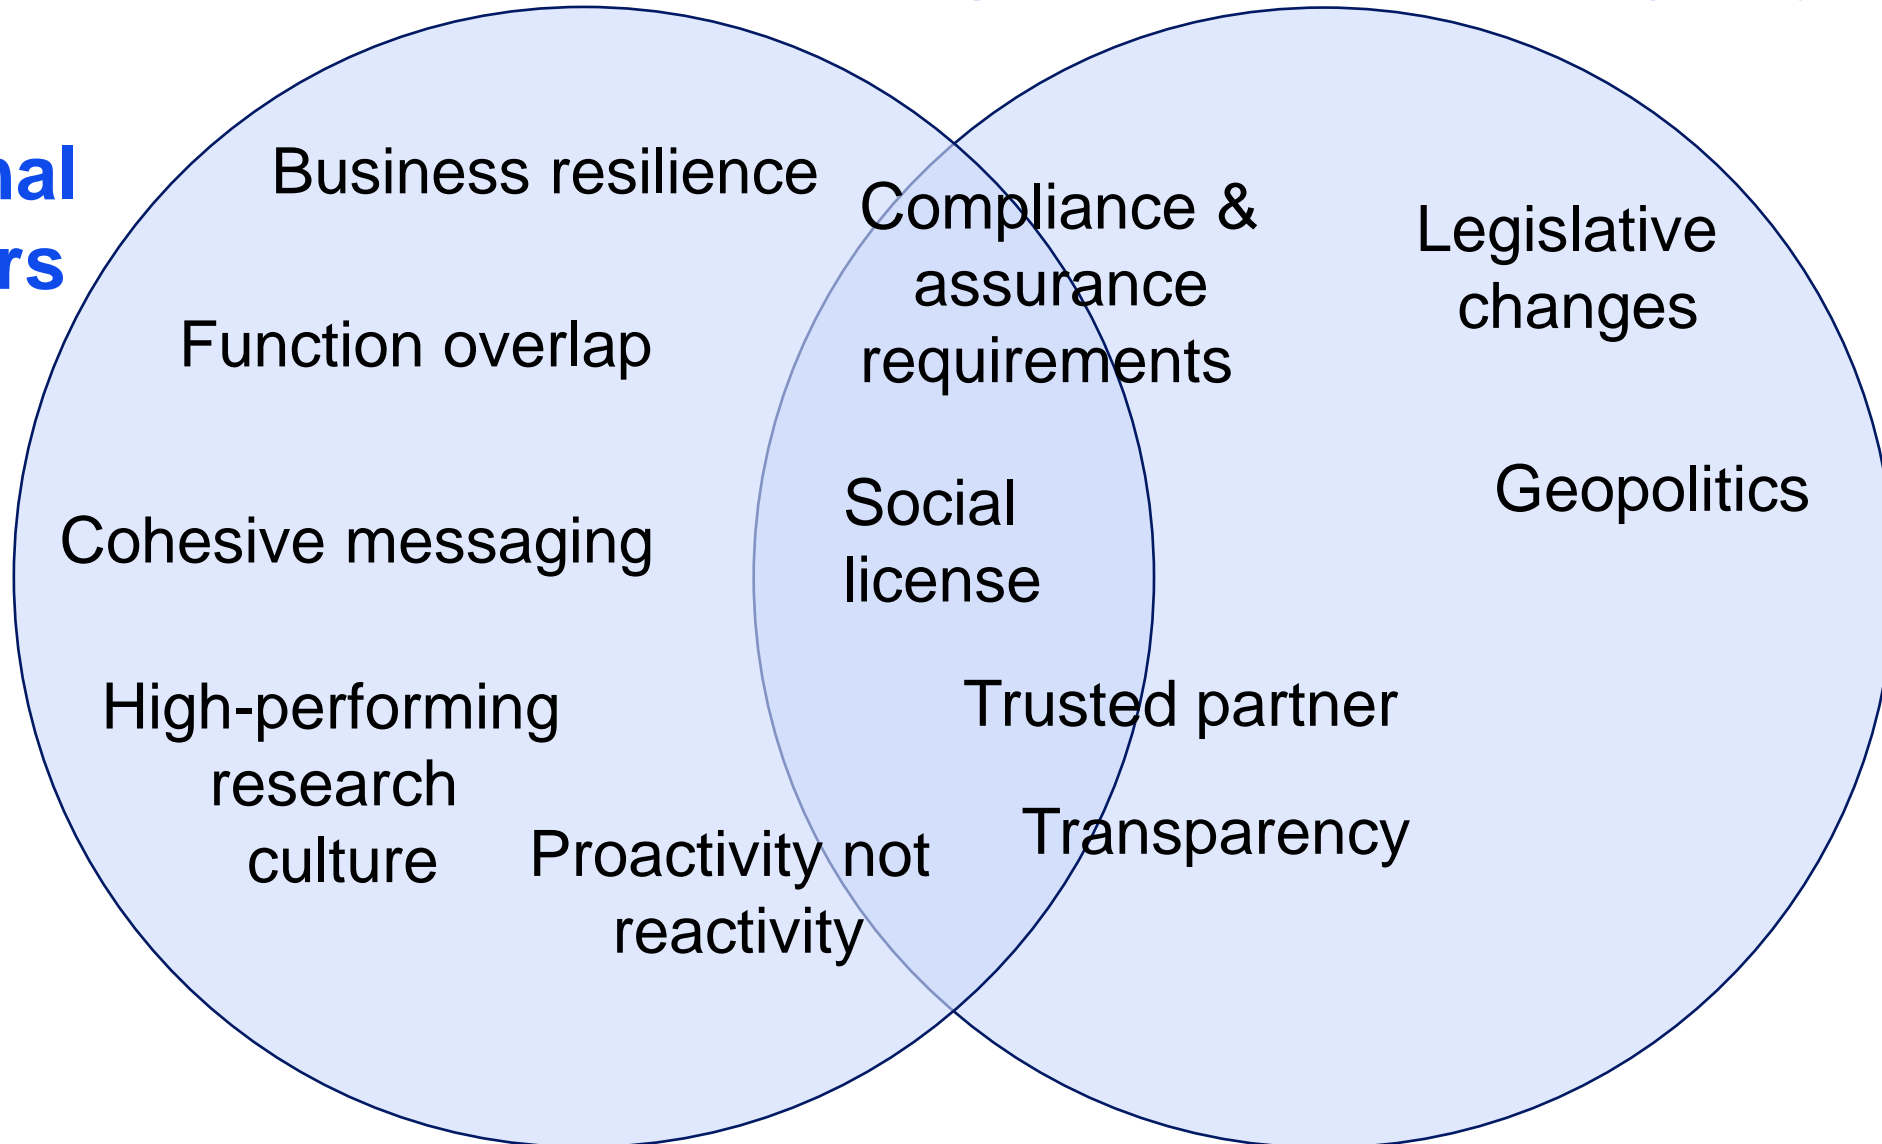 nal
rs
Business resilience
Compliance &
assurance
requirements
Legislative
changes
Function overlap
Cohesive messaging
Social
license
Geopolitics
High-performing
research
culture
Trusted partner
Proactivity not
reactivity
Transparency